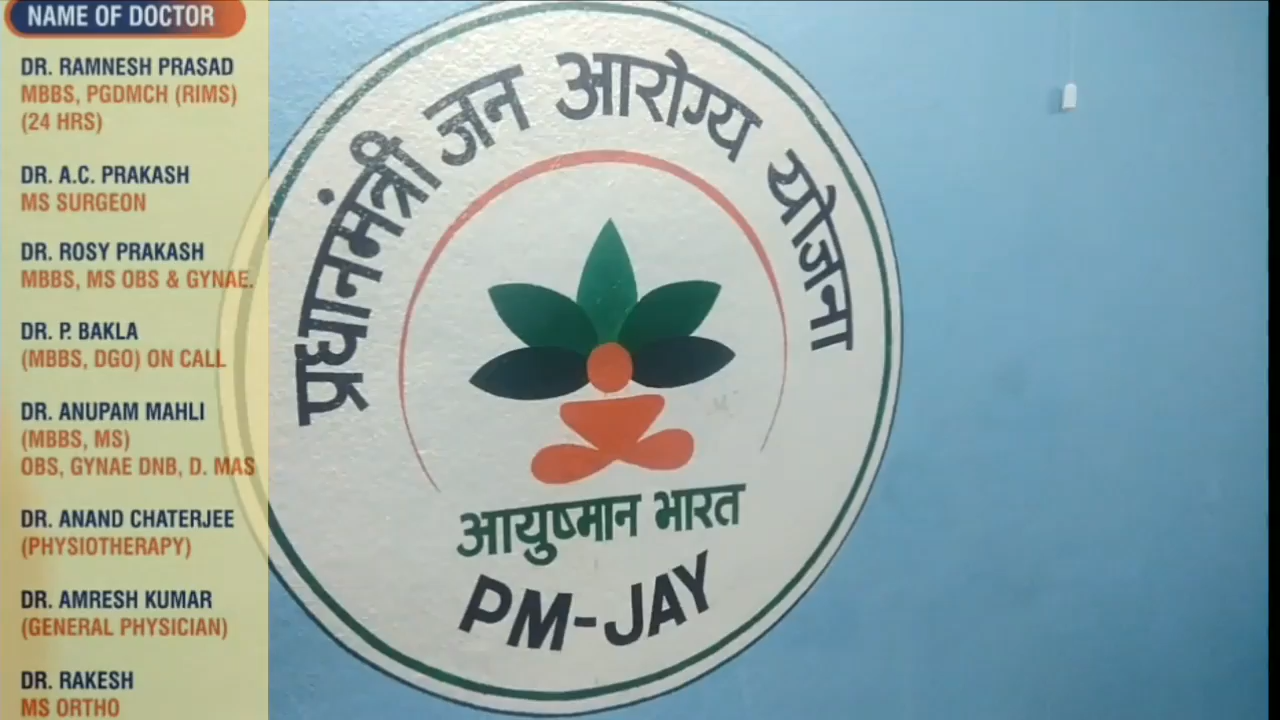 NAME OF DOCTOR
DR. RAMNESH PRASAD
MBBS, PGDMCH (RIMS)
(24 HRS)
DR. A.C. PRAKASH
MS SURGEON
DR. ROSY PRAKASH
MBBS, MS OBS & GYNAE.
DR. P. BAKLA
(MBBS, DGO) ON CALL
DR. ANUPAM MAHLI
(MBBS, MS)
OBS, GYNAE DNB, D. MAS
DR. ANAND CHATERJEE
(PHYSIOTHERAPY)
DR. AMRESH KUMAR
(GENERAL PHYSICIAN)
DR. RAKESH
MS ORTHO
प्रधानमंत्री जन आरोग्य योजना
आयुष्मान भारत
PM-JAY